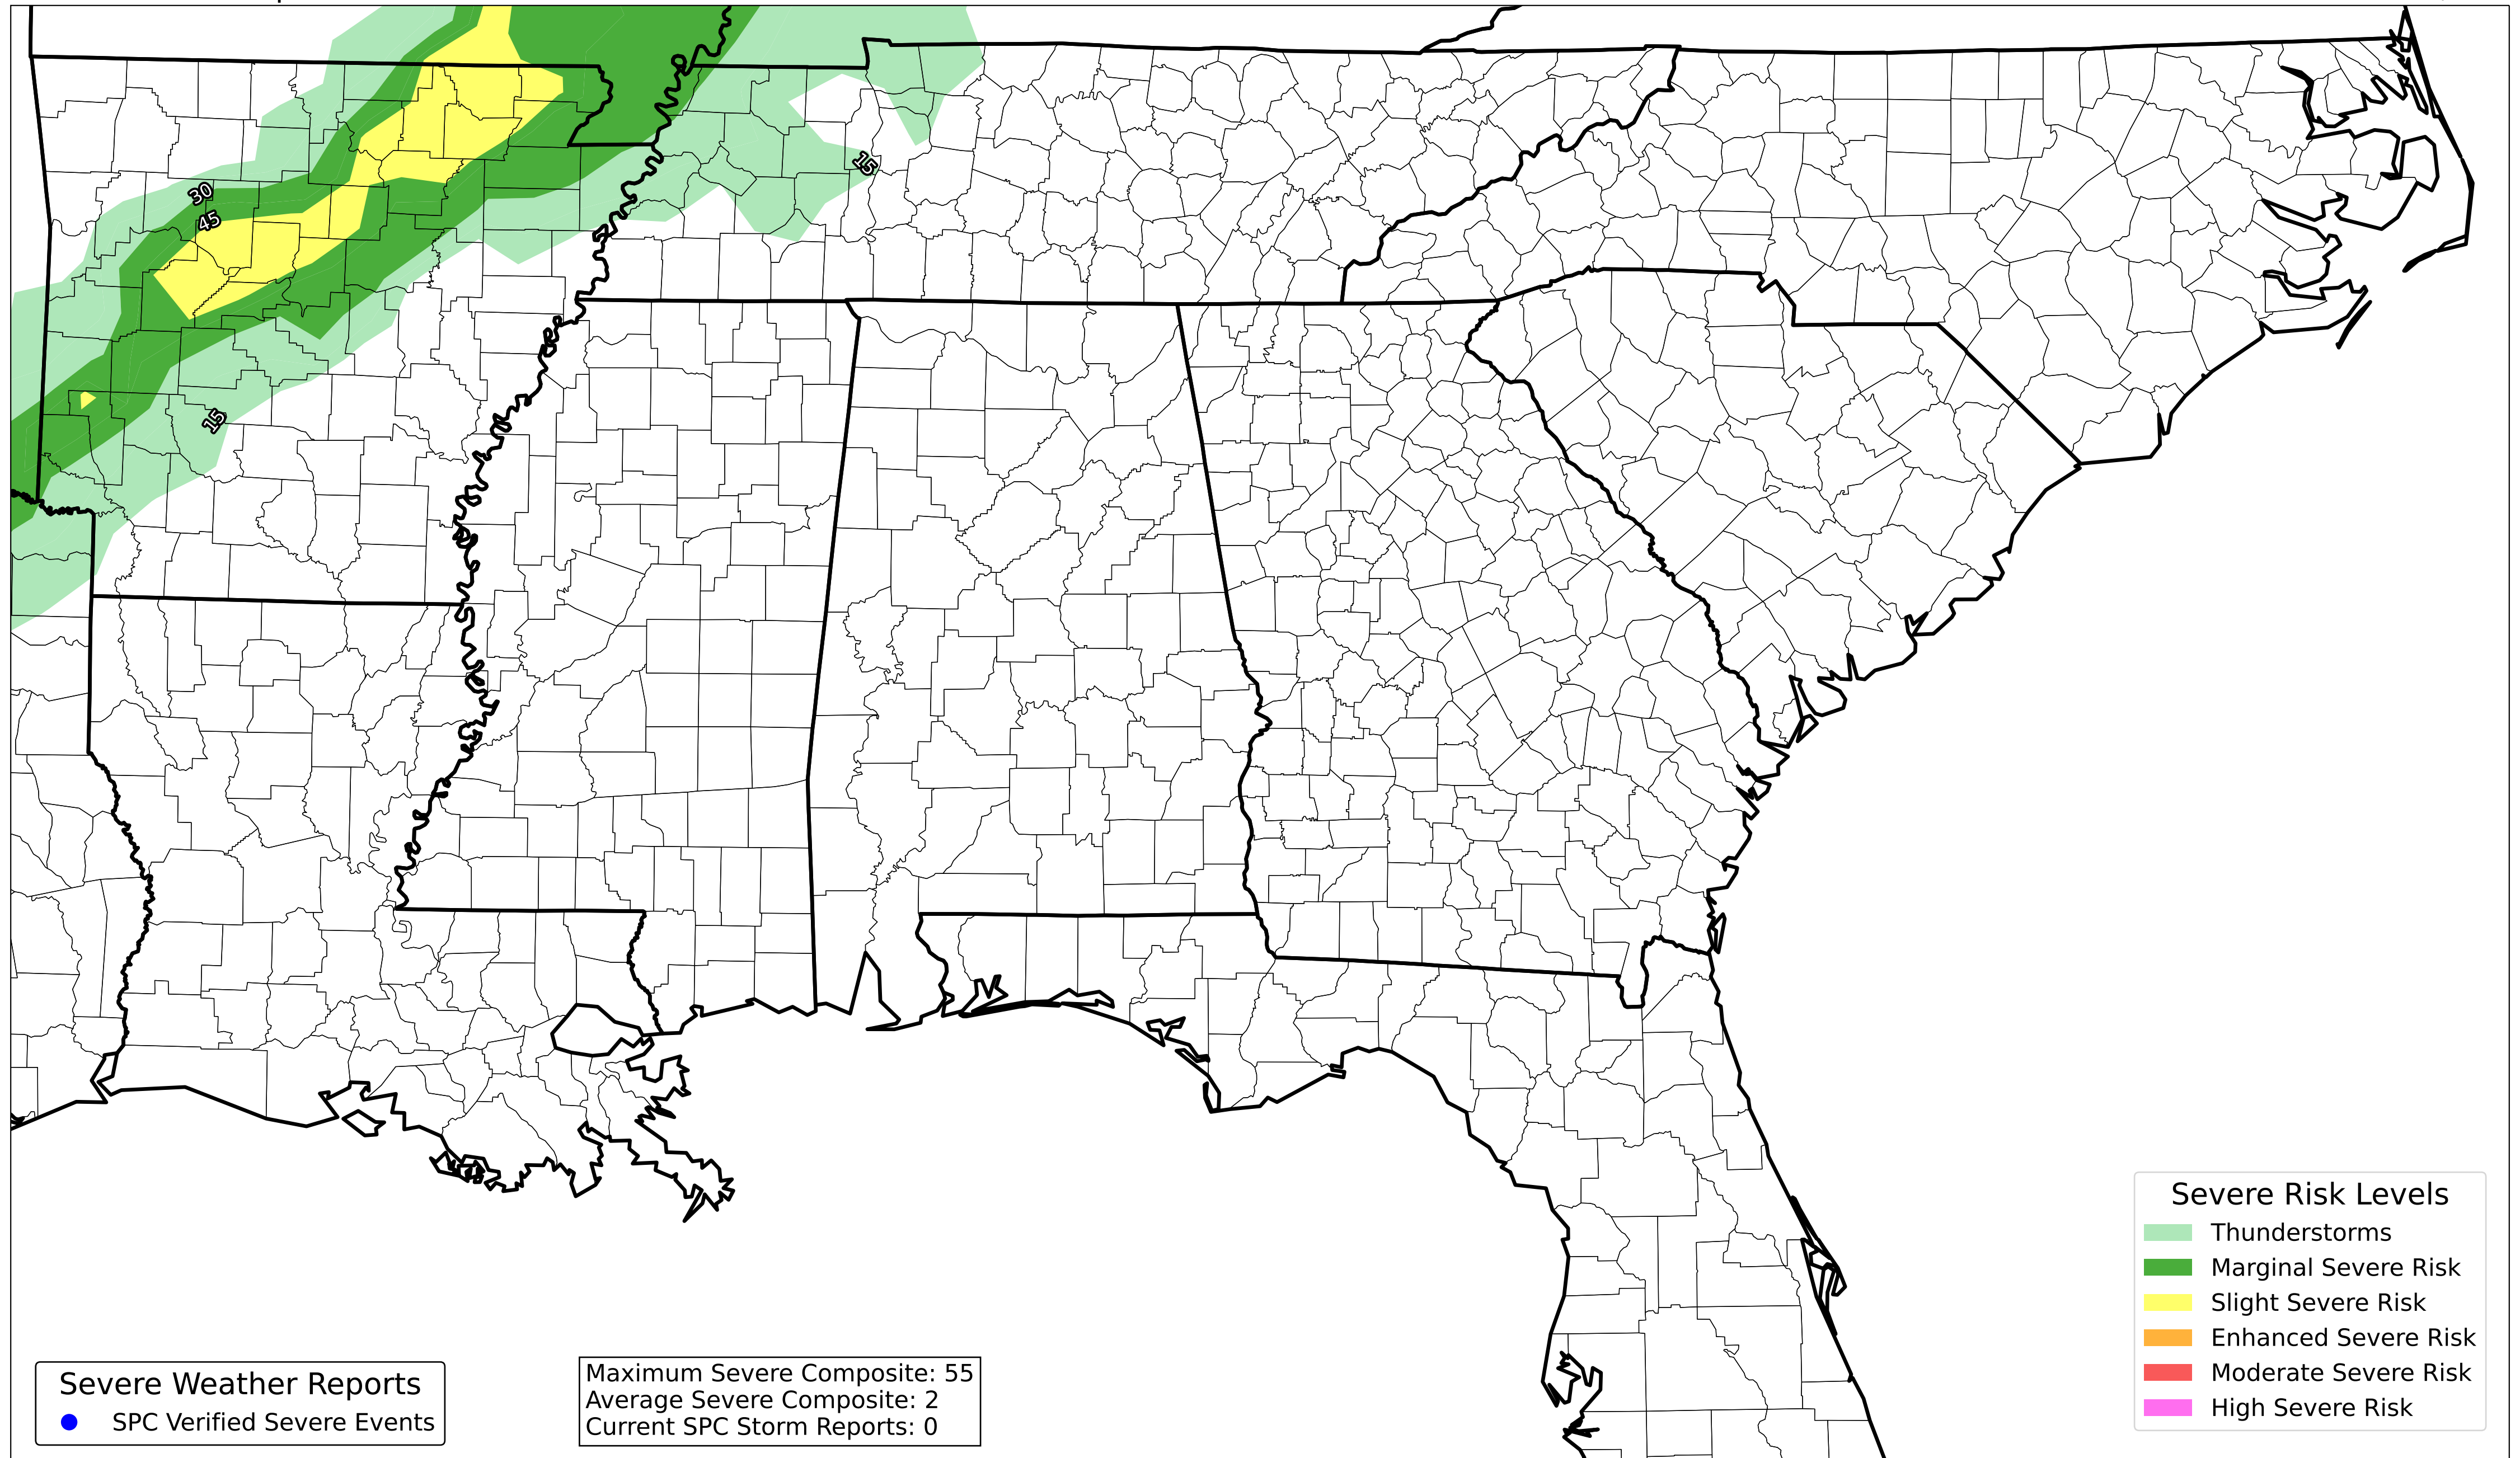 30
45
15
15
Severe Weather Reports
SPC Verified Severe Events
Maximum Severe Composite: 55
Average Severe Composite: 2
Current SPC Storm Reports: 0
Severe Risk Levels
Thunderstorms
Marginal Severe Risk
Slight Severe Risk
Enhanced Severe Risk
Moderate Severe Risk
High Severe Risk